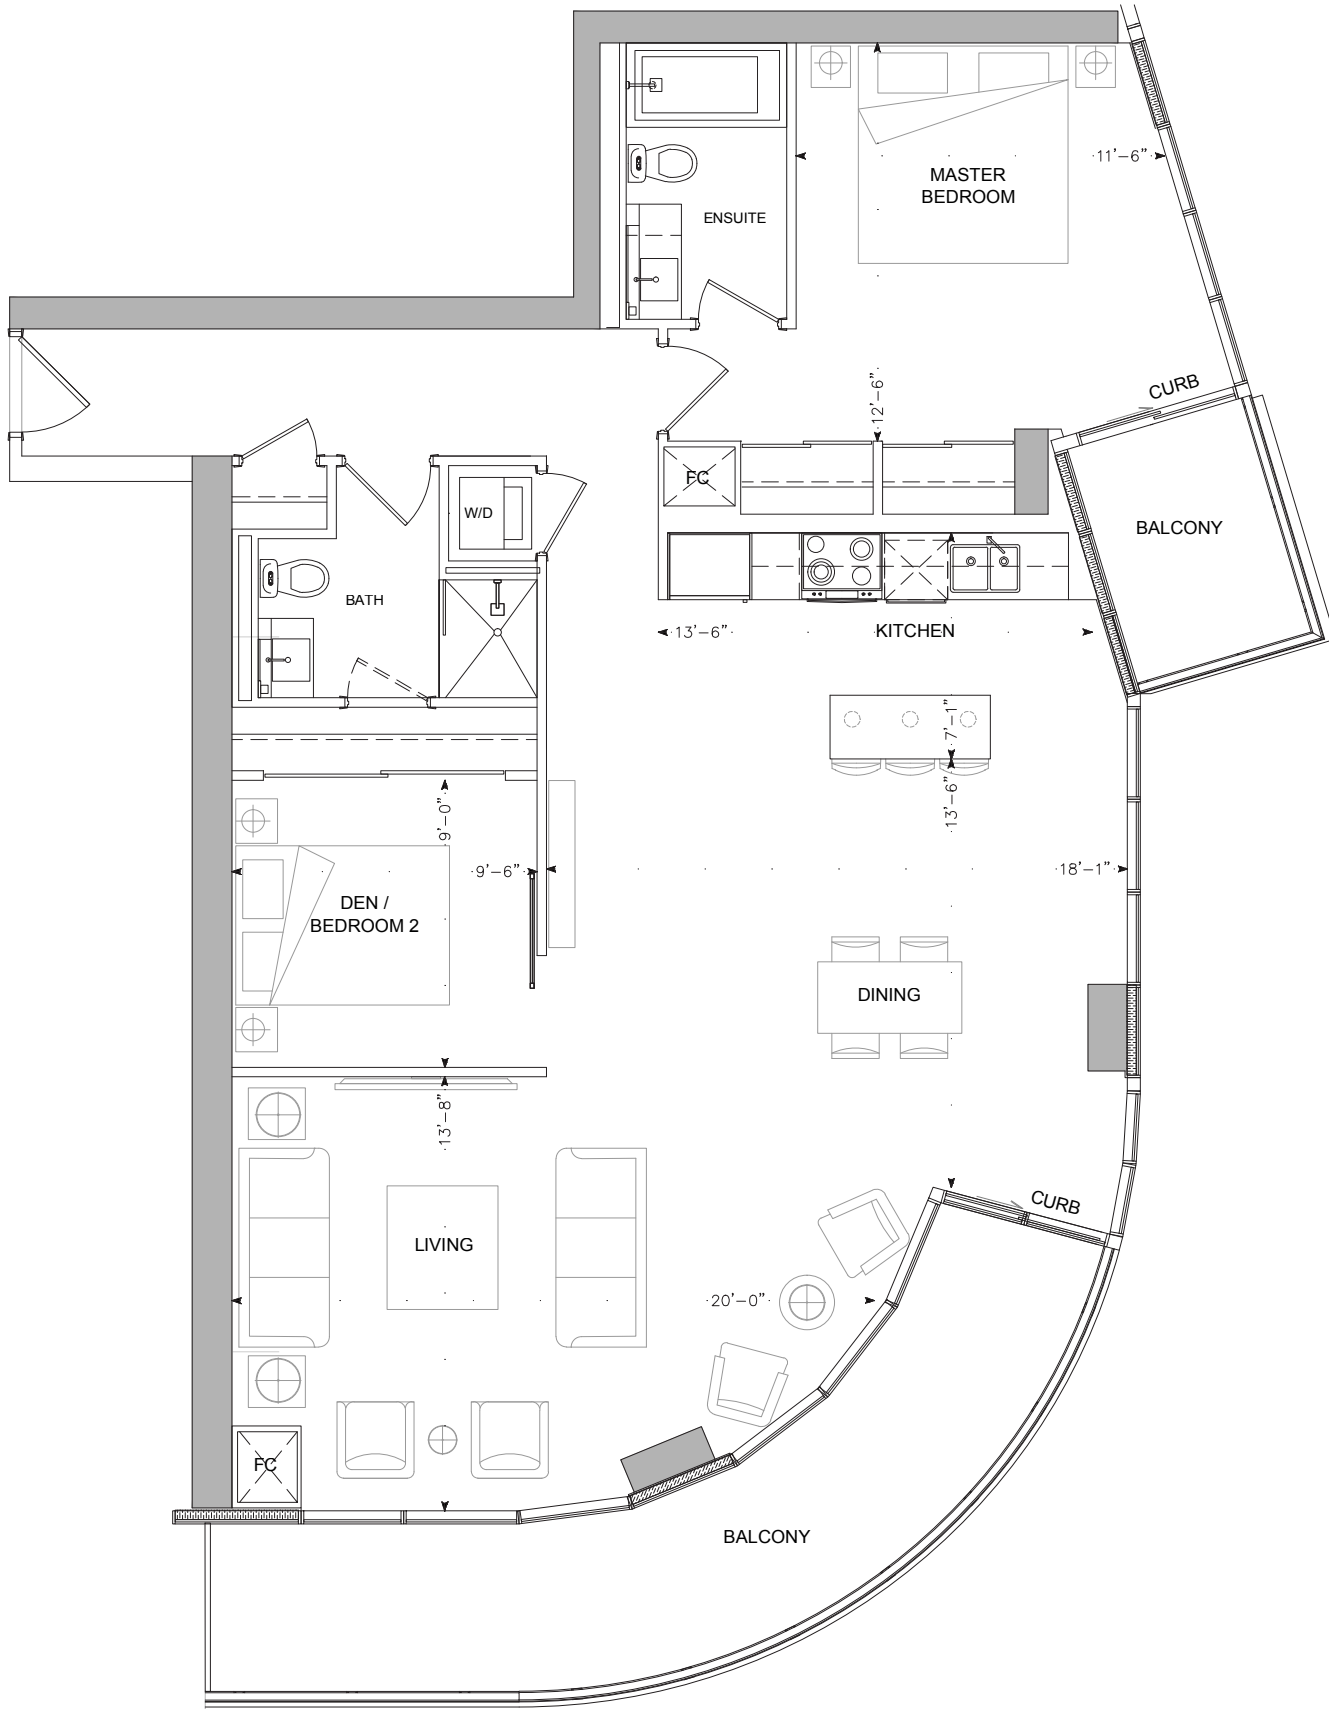 11'-6"
MASTER
BEDROOM
ENSUITE
CURB
12'-6"
FC
W/D
BALCONY
BATH
13'-6"
KITCHEN
7'-1"
13'-6"
9'-0"
9'-6"
18'-1"
DEN /
BEDROOM 2
DINING
13'-8"
CURB
LIVING
20'-0"
FC
BALCONY